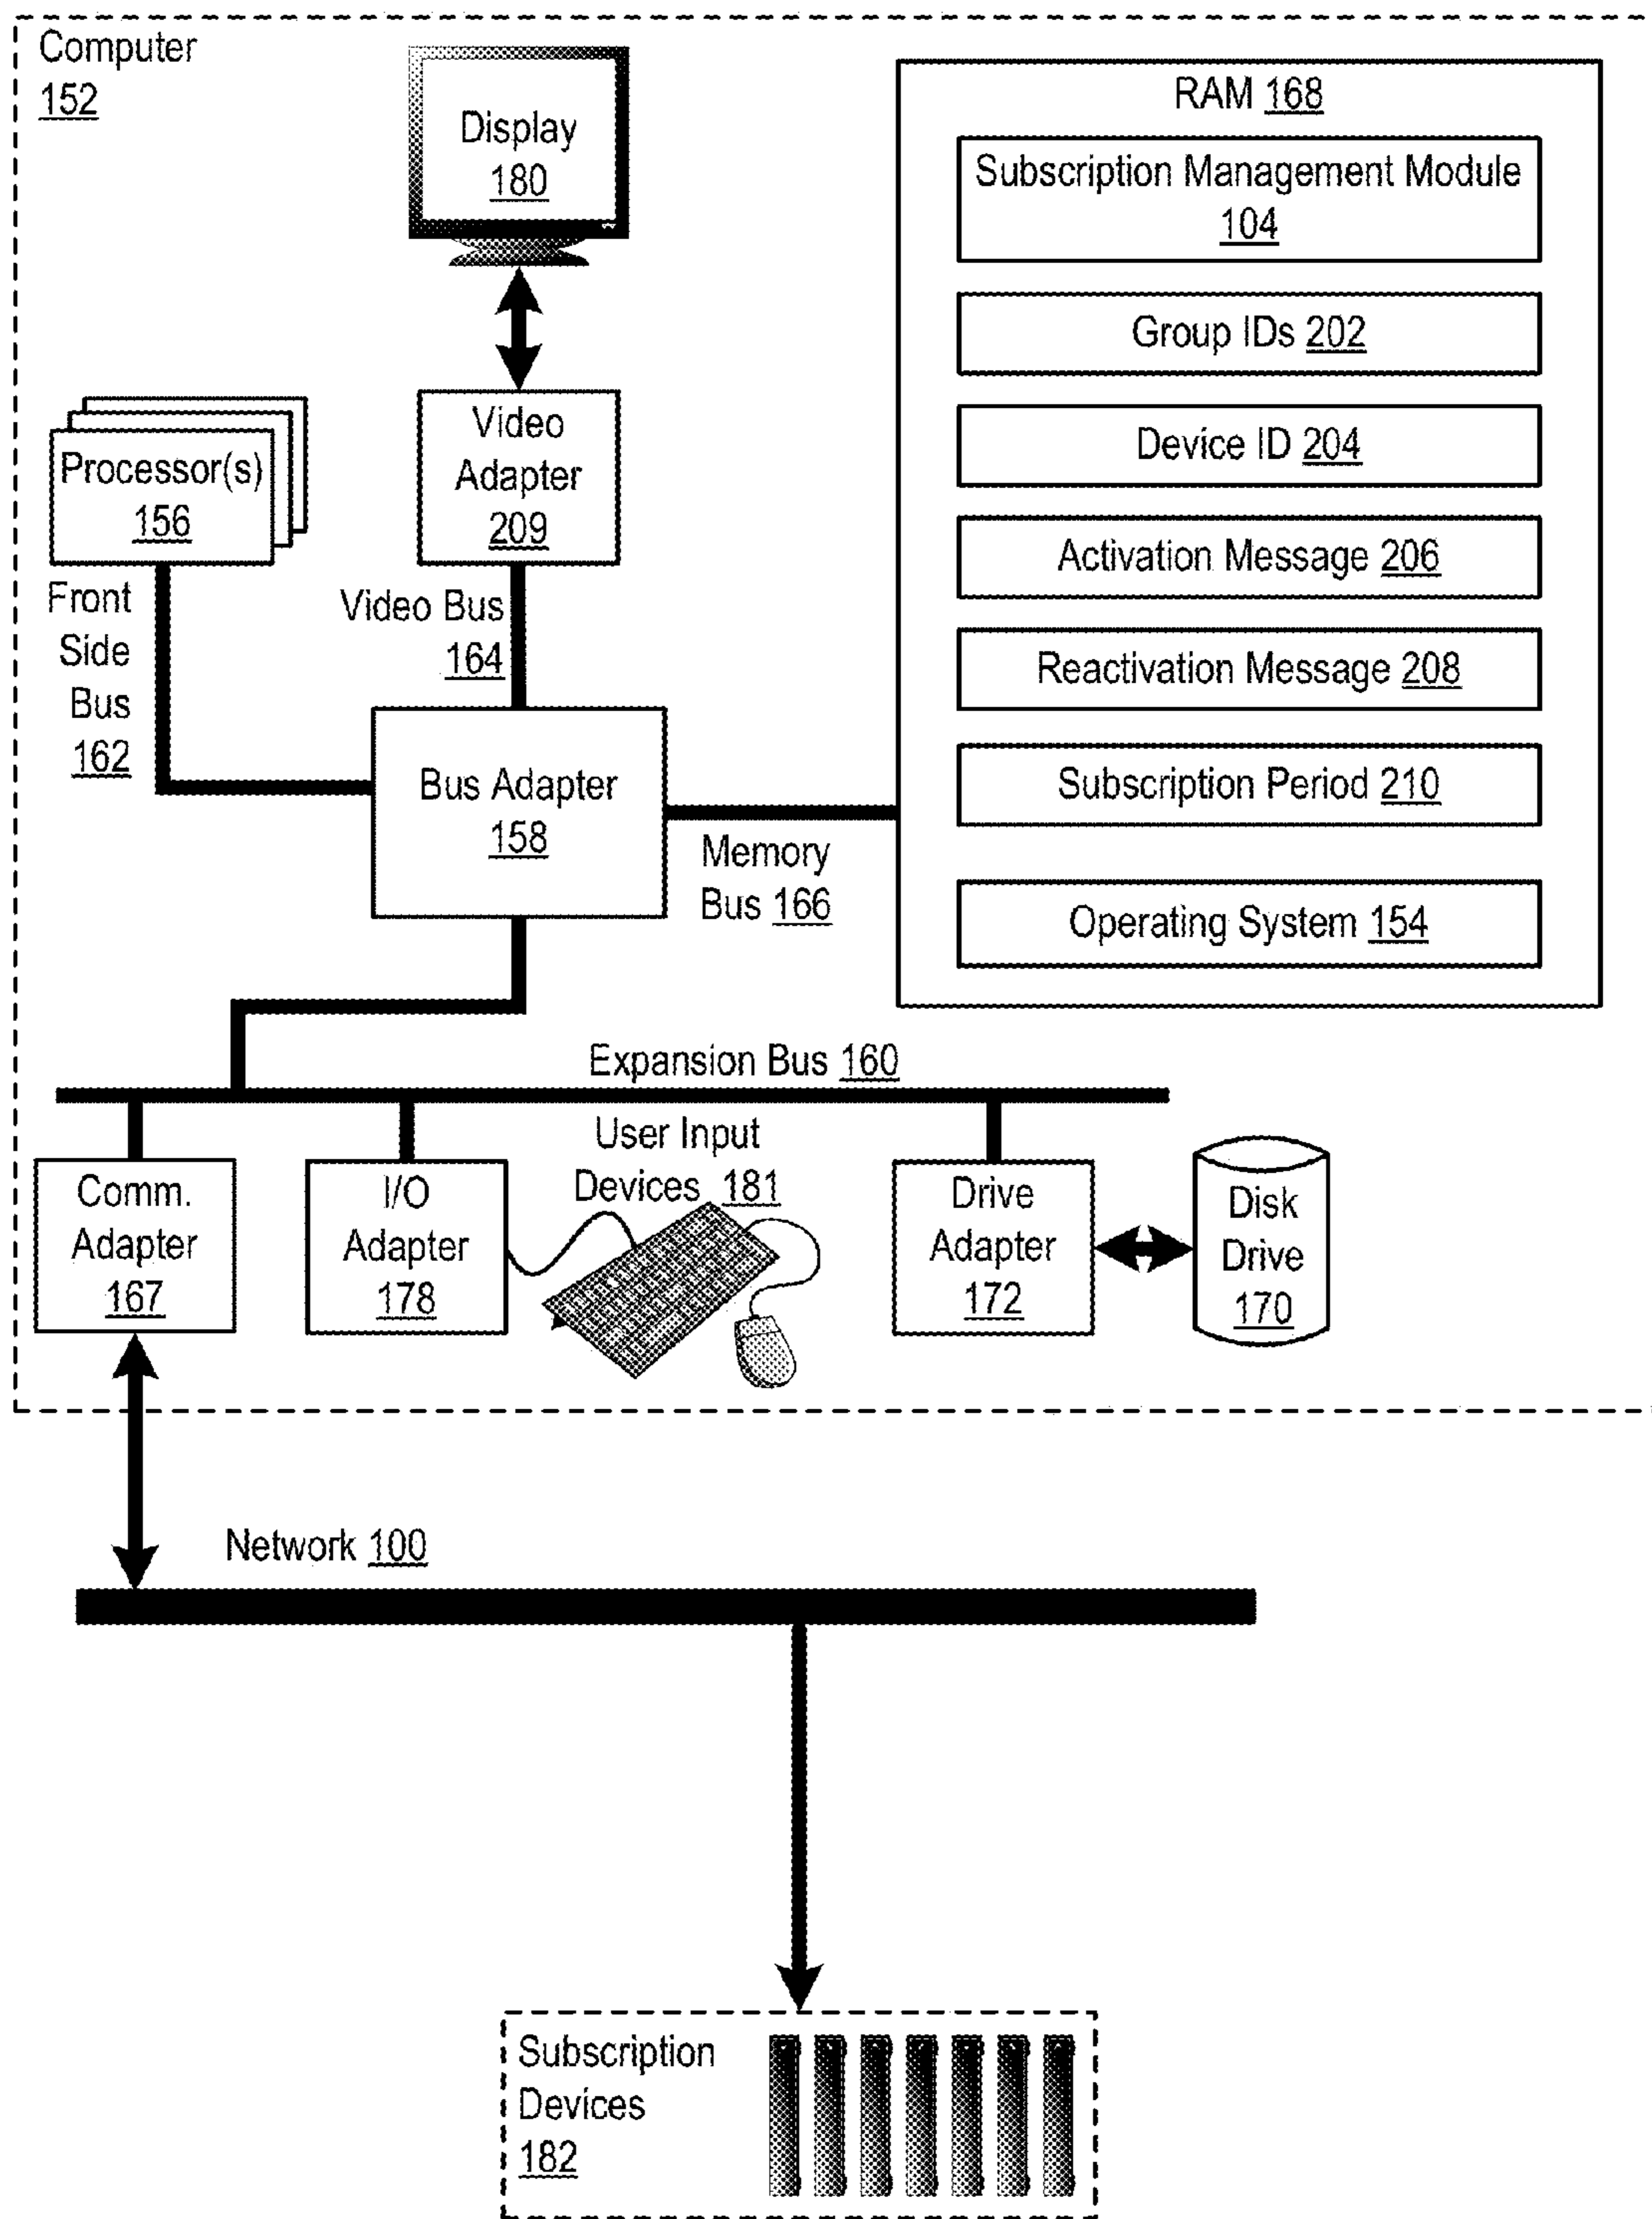 Computer
152
Display
180
RAM 168
Subscription Management Module
104
Group IDs 202
Device ID 204
Activation Message 206
Reactivation Message 208
Subscription Period 210
Operating System 154
Video
Adapter
209
Processor(s)
156
Front
Side
Bus
162
Video Bus
164
Bus Adapter
158
Memory
Bus 166
Expansion Bus 160
Comm.
Adapter
167
I/O
Adapter
178
User Input
Devices 181
Drive
Adapter
172
Disk
Drive
170
Network 100
Subscription
Devices
182